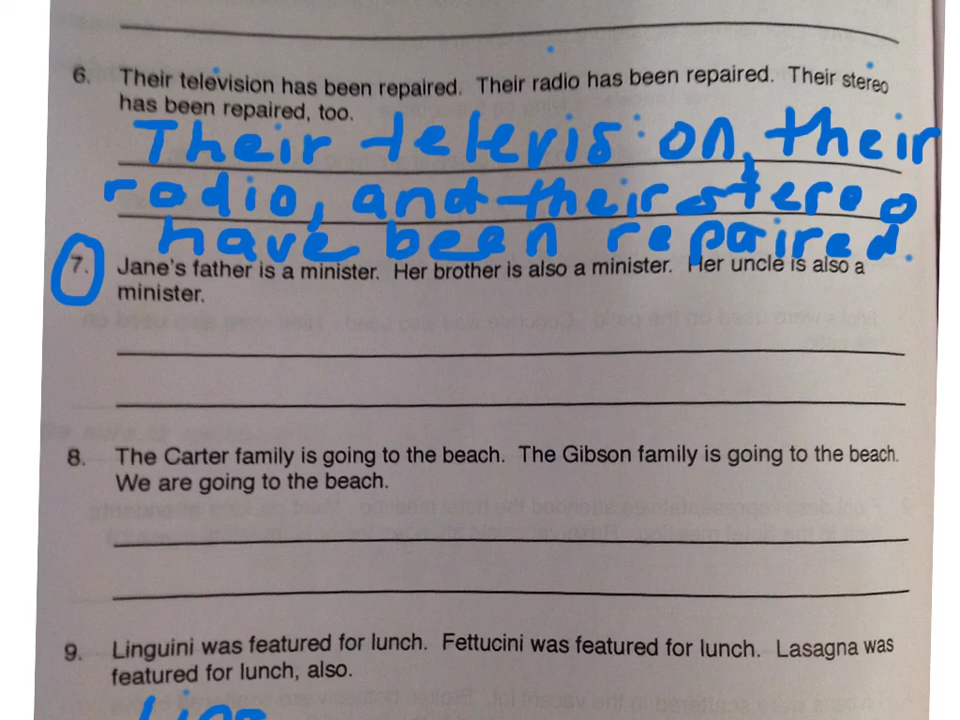 6. Their television has been repaired. Their radio has been repaired. Their stereo
has been repaired, too.
Their television, their
radio, and their stereo
have been repaired.
7. Jane's father is a minister. Her brother is also a minister. Her uncle is also a
minister.
8. The Carter family is going to the beach. The Gibson family is going to the beach.
We are going to the beach.
9. Linguini was featured for lunch. Fettucini was featured for lunch. Lasagna was
featured for lunch, also.